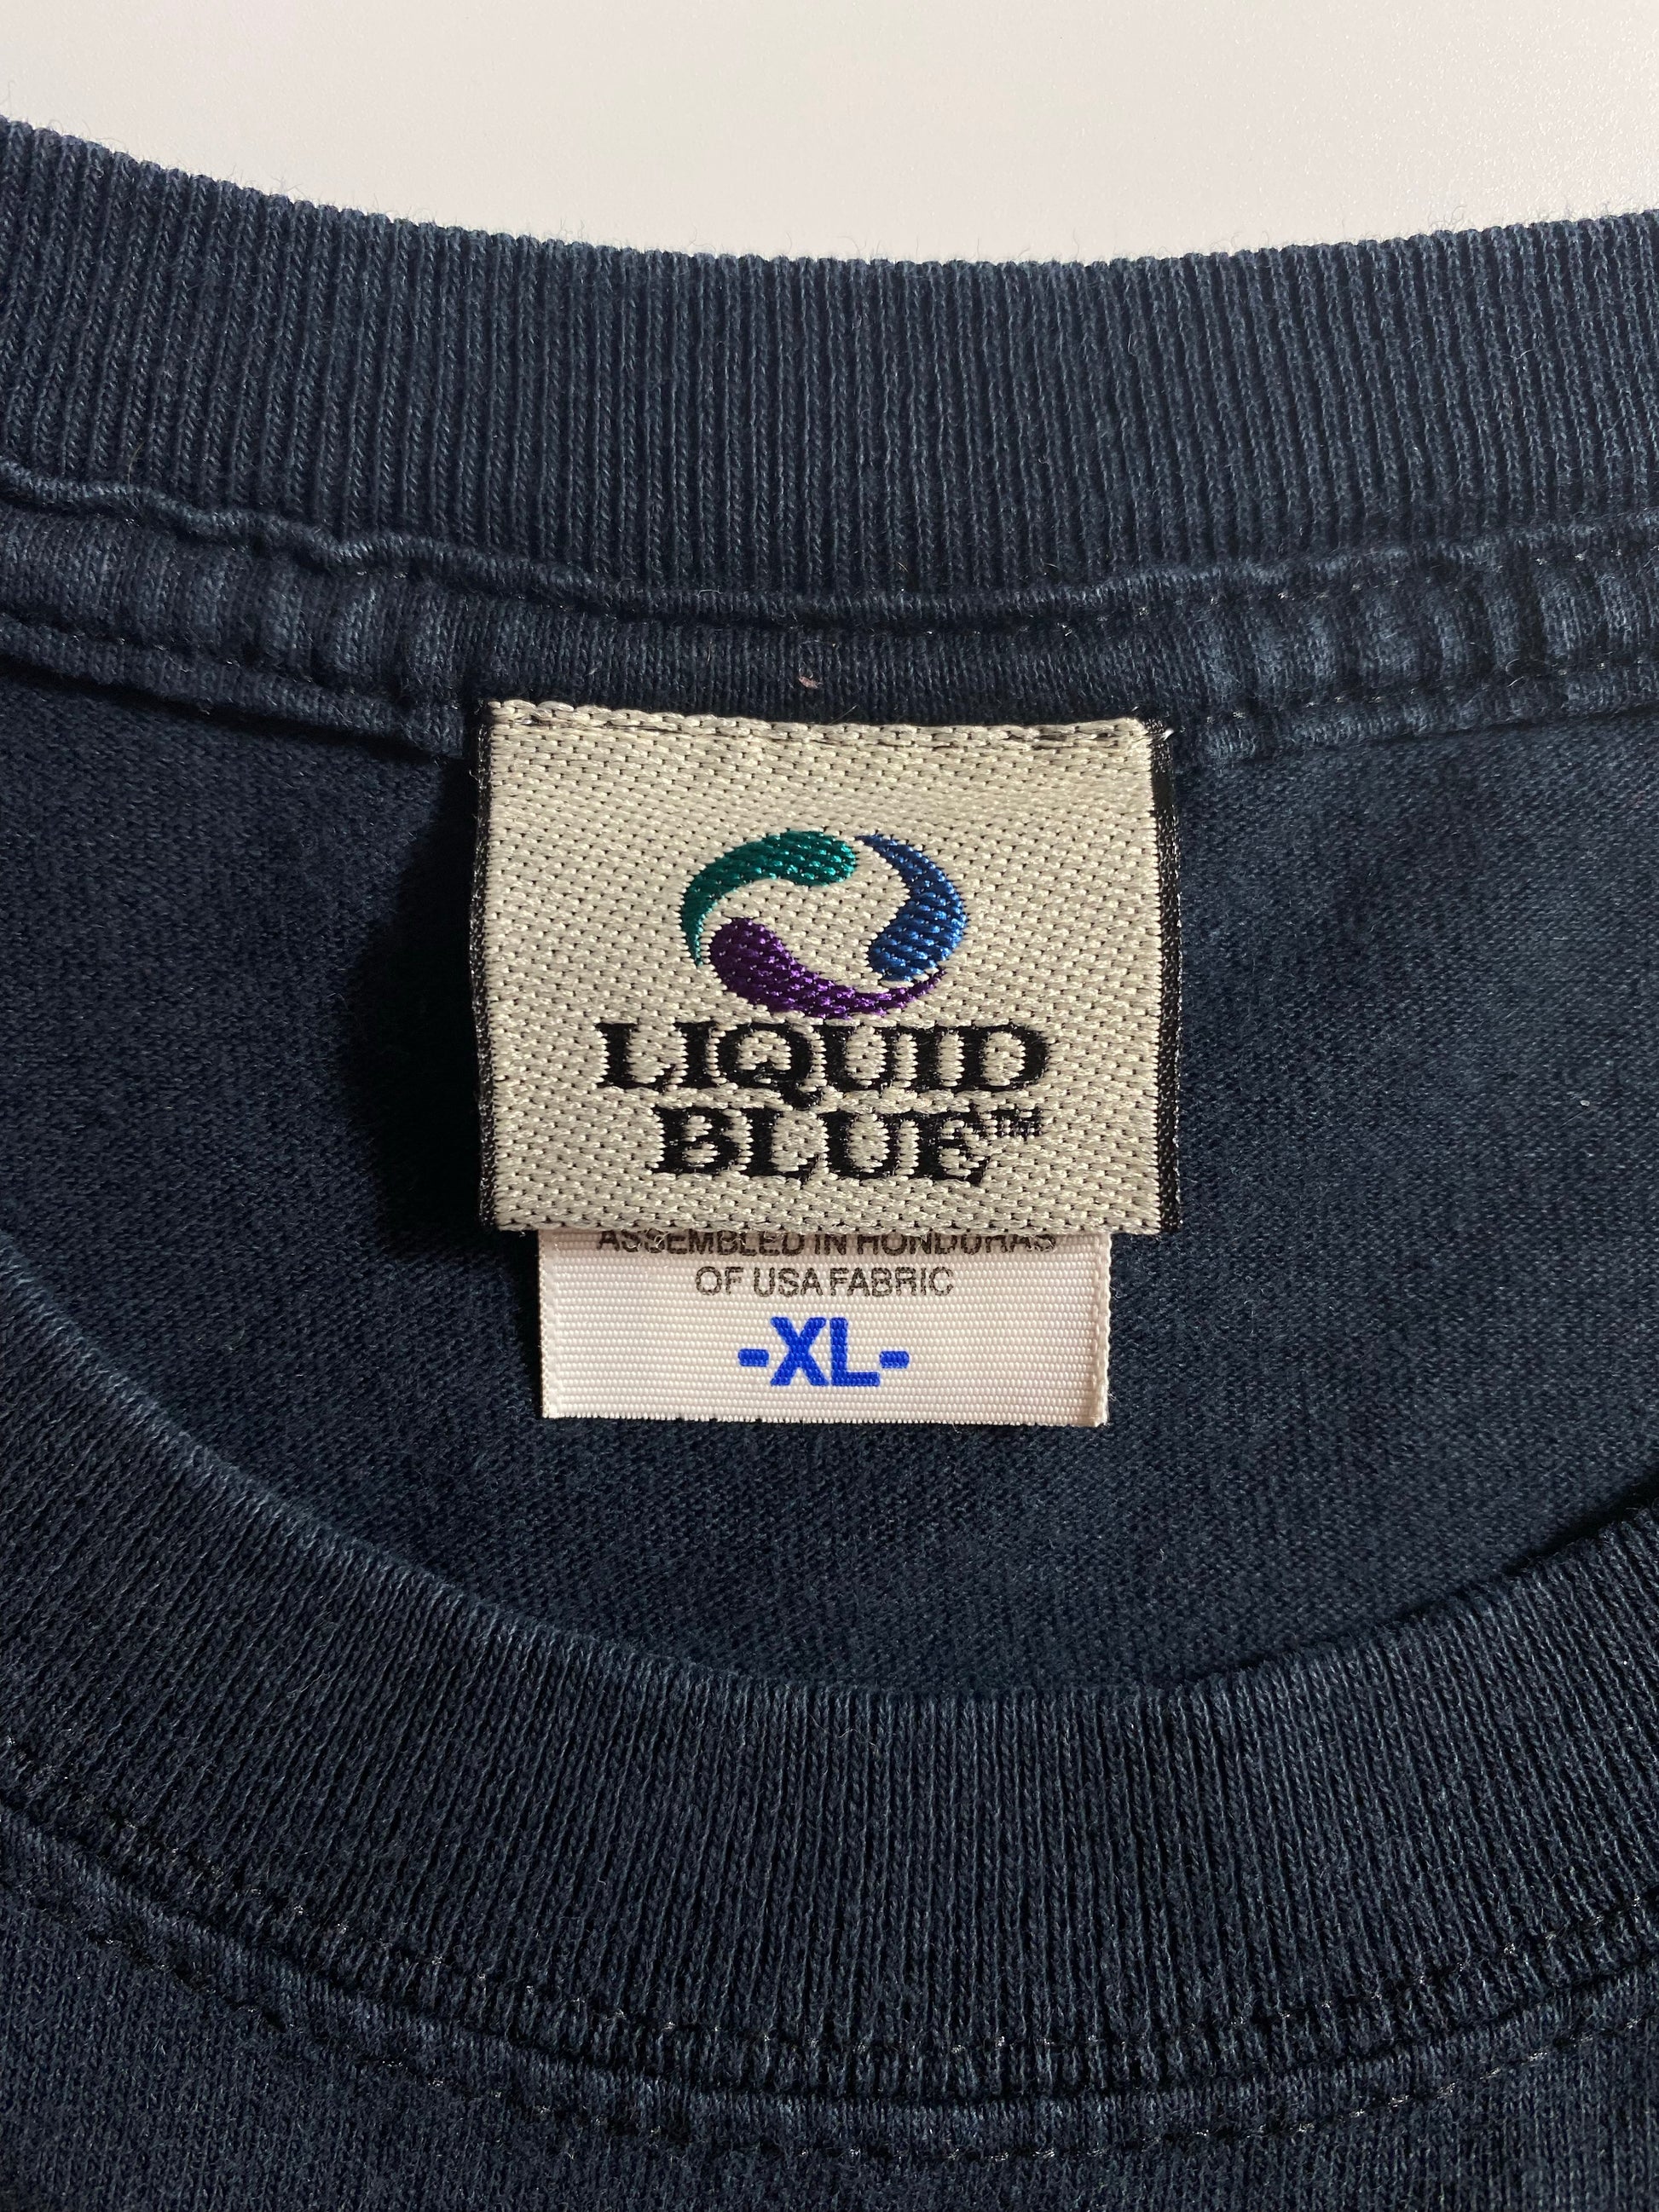 LIQUID
BLUE™
ASSEMBLED IN HONDURAS
OF USA FABRIC
-XL-